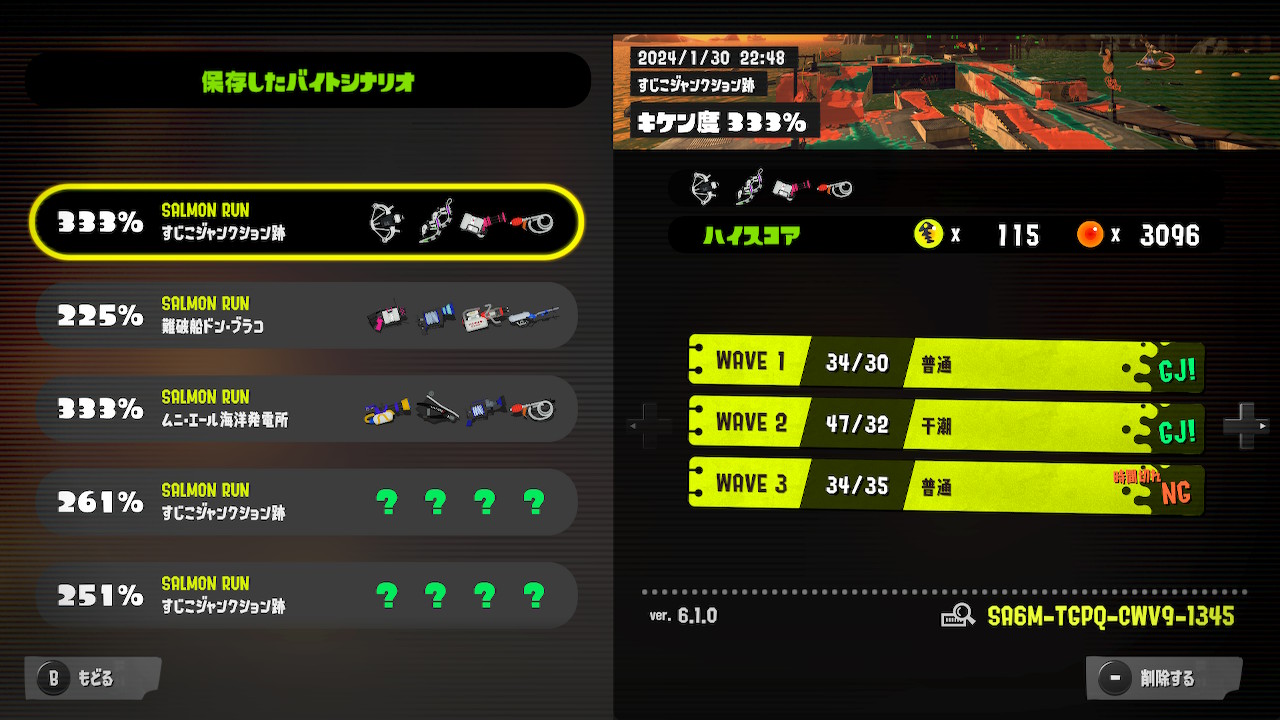 保存したバイトシナリオ
333% SALMON RUN
すじこジャンクション跡
225% SALMON RUN
難破船ドン・ブラコ
333% SALMON RUN
ムニ・エール海洋発電所
261% SALMON RUN
すじこジャンクション跡
? ? ? ?
251% SALMON RUN
すじこジャンクション跡
? ? ? ?
B もどる
2024/1/30 22:48
すじこジャンクション跡
キケン度 333%
ハイスコア x 115 x 3096
WAVE 1 34/30 普通 GJ!
WAVE 2 47/32 干潮 GJ!
WAVE 3 34/35 普通 時間切れ NG
ver. 6.1.0 SA6M-TGPQ-CWV9-1345
- 削除する